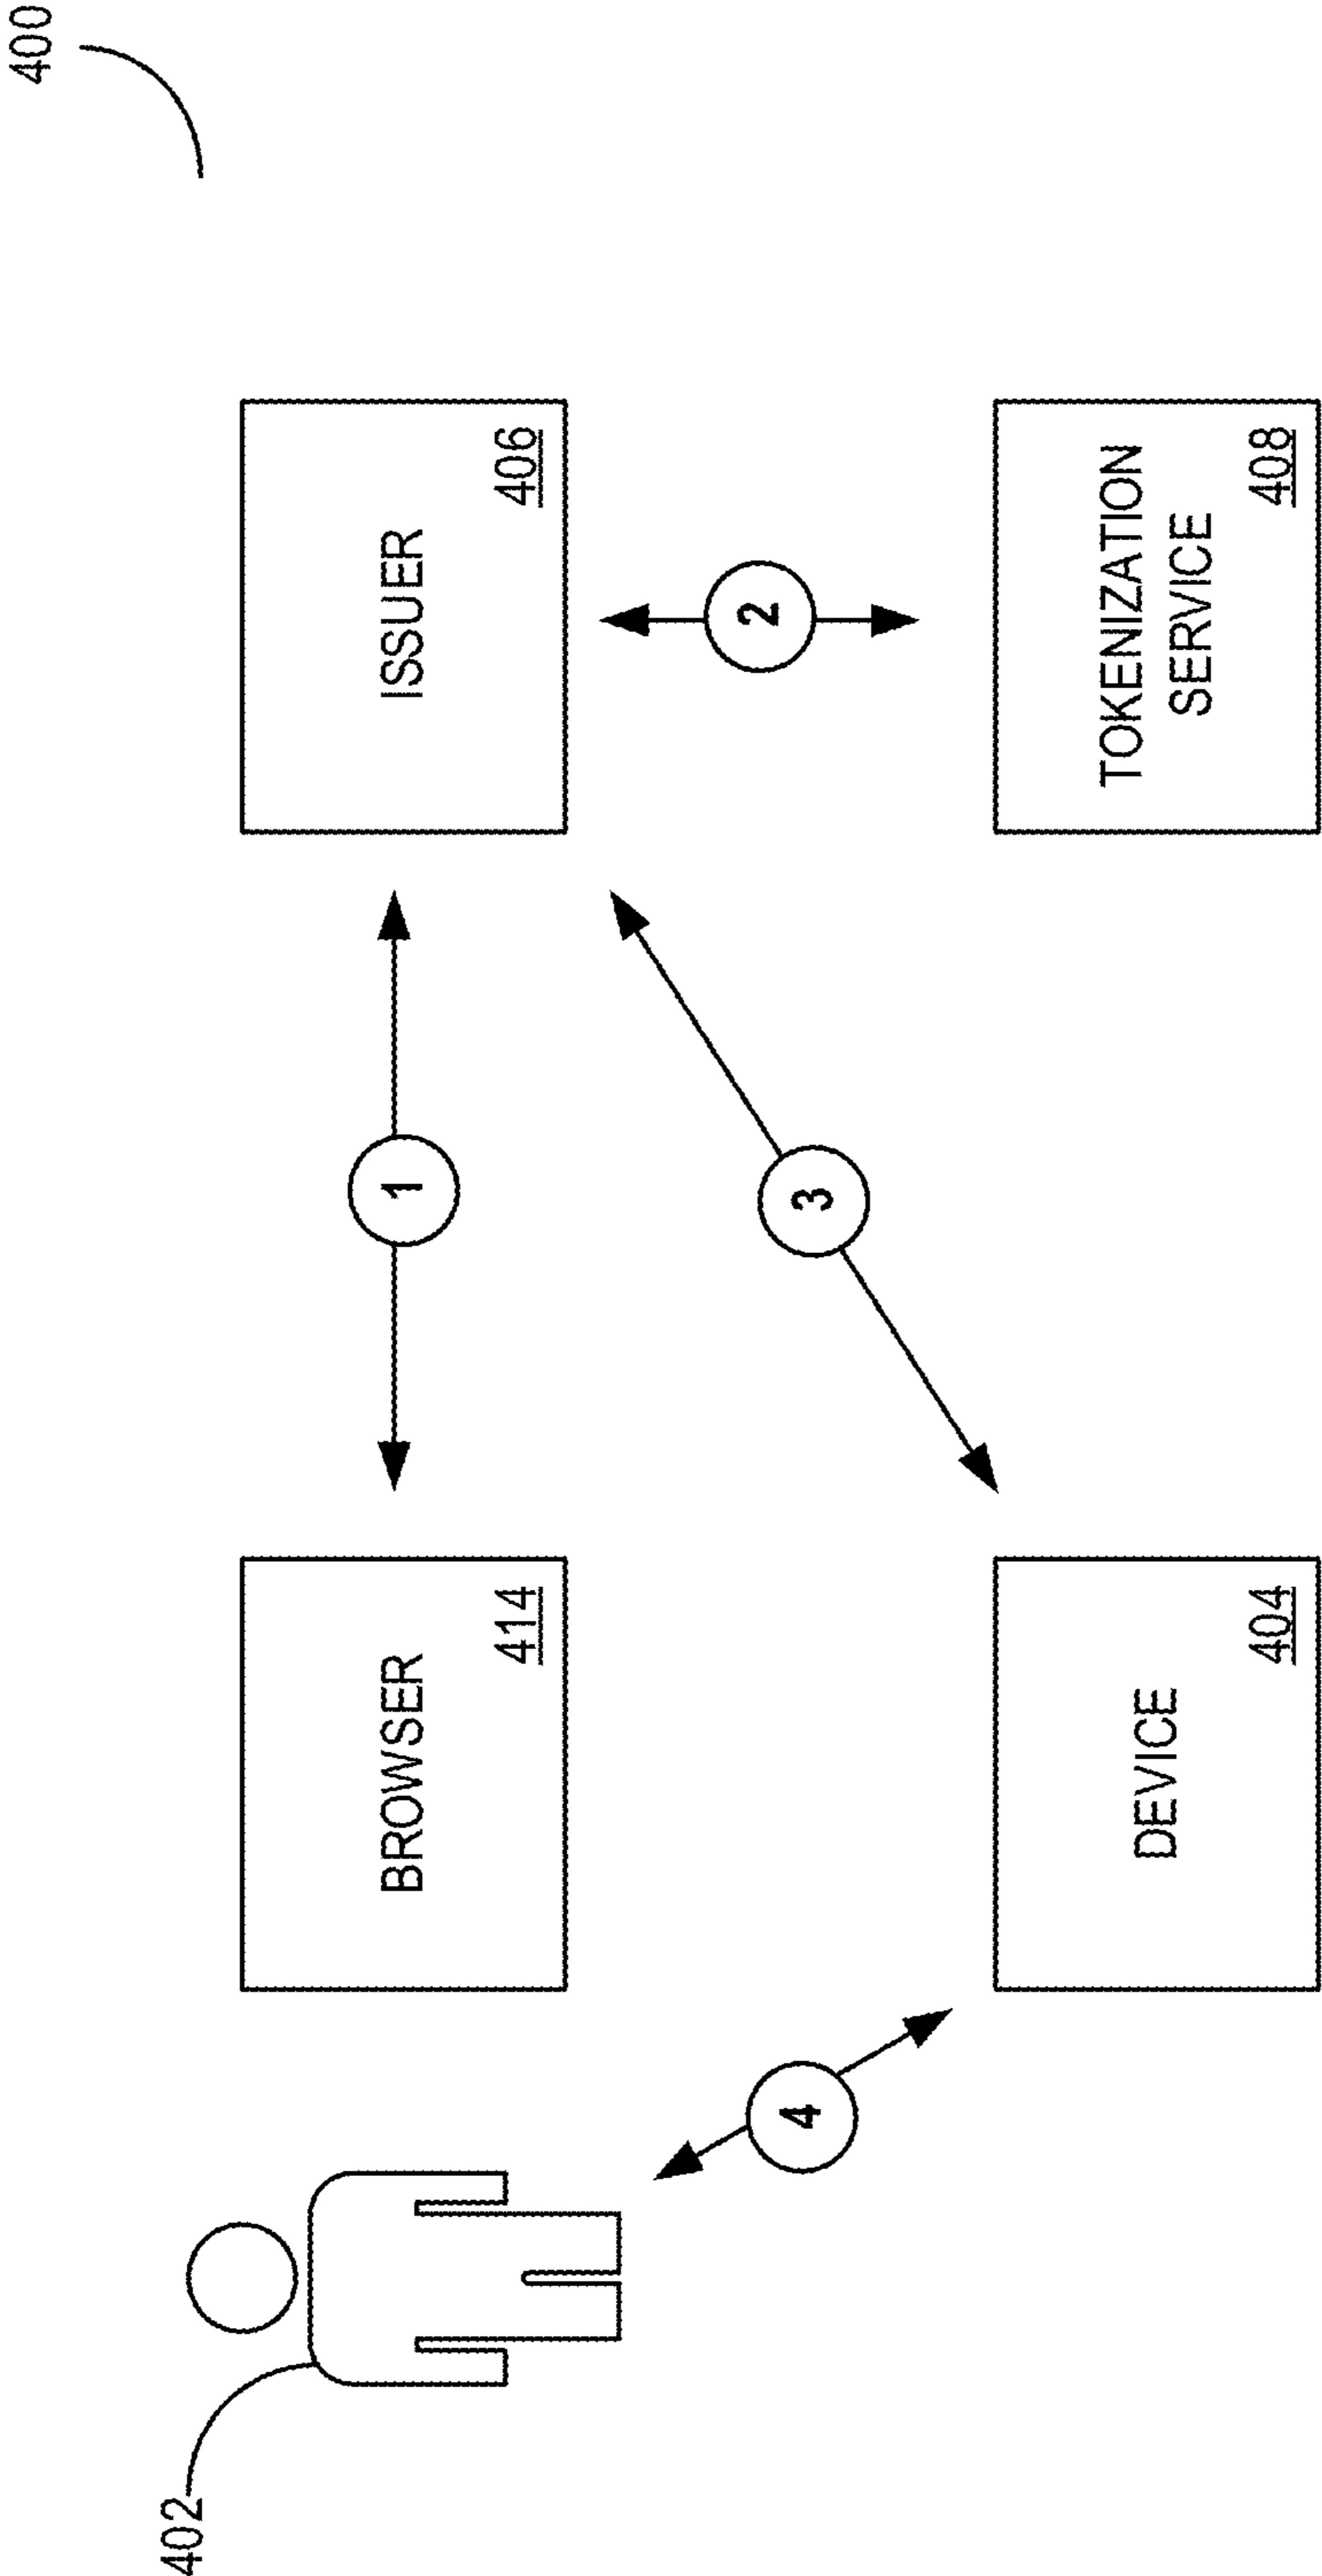 400
402
BROWSER
414
1
ISSUER
406
4
3
2
DEVICE
404
TOKENIZATION
SERVICE
408